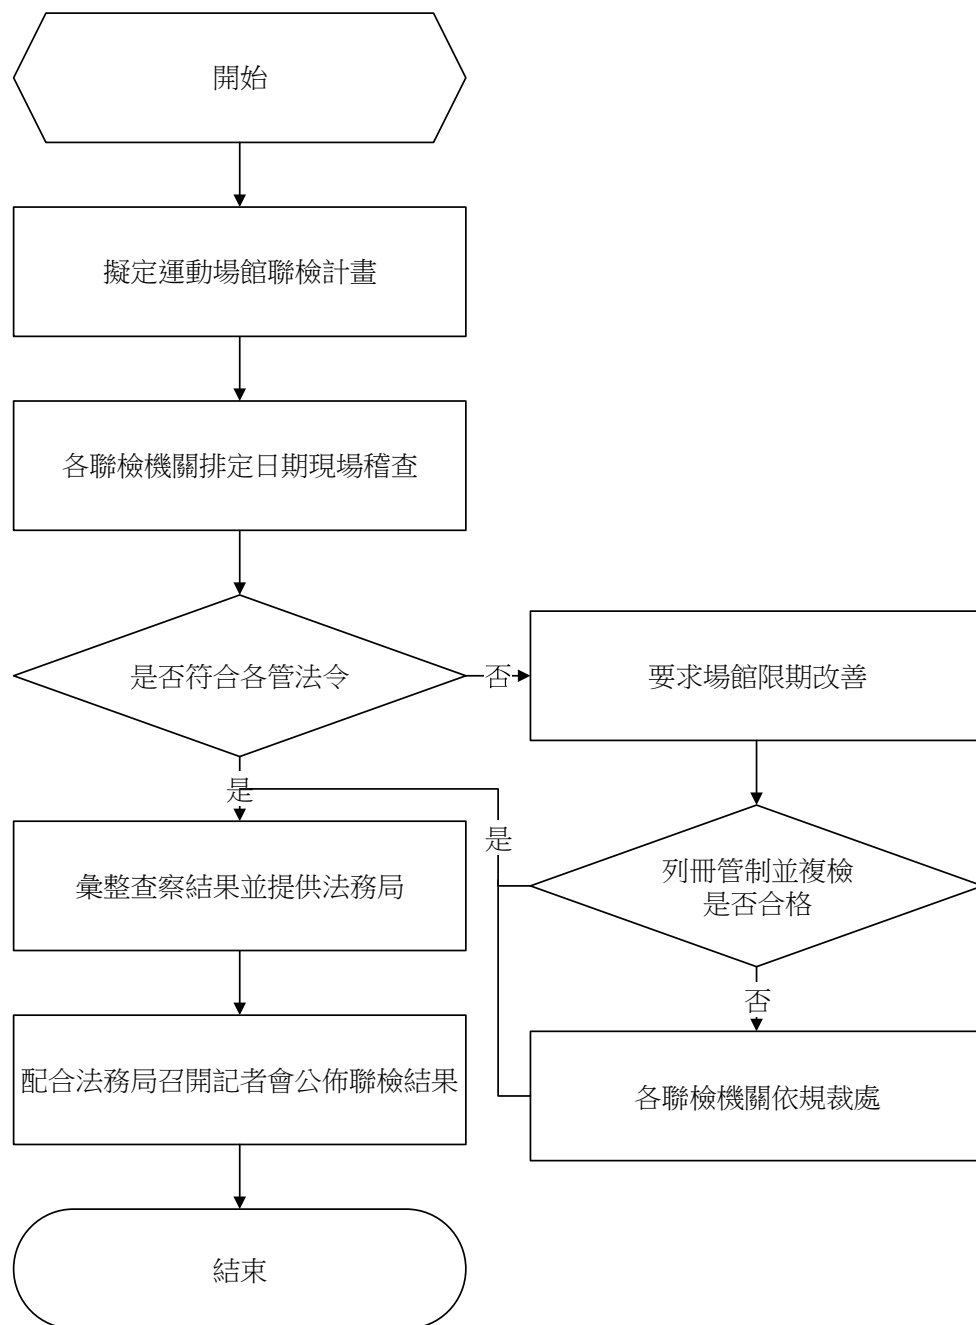 開始
擬定運動場館聯檢計畫
各聯檢機關排定日期現場稽查
是否符合各管法令
否
要求場館限期改善
是
是
彙整查察結果並提供法務局
列冊管制並複檢
是否合格
否
配合法務局召開記者會公佈聯檢結果
各聯檢機關依規裁處
結束